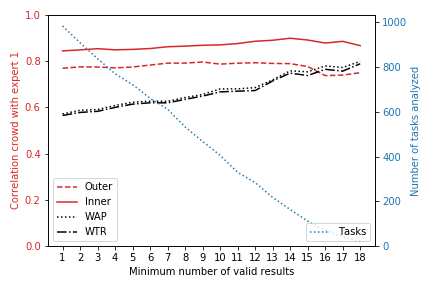 1.0
0.8
0.6
0.4
0.2
0.0
Correlation crowd with expert 1
1000
800
600
400
200
0
Number of tasks analyzed
Outer
Inner
WAP
WTR
Tasks
1 2 3 4 5 6 7 8 9 10 11 12 13 14 15 16 17 18
Minimum number of valid results